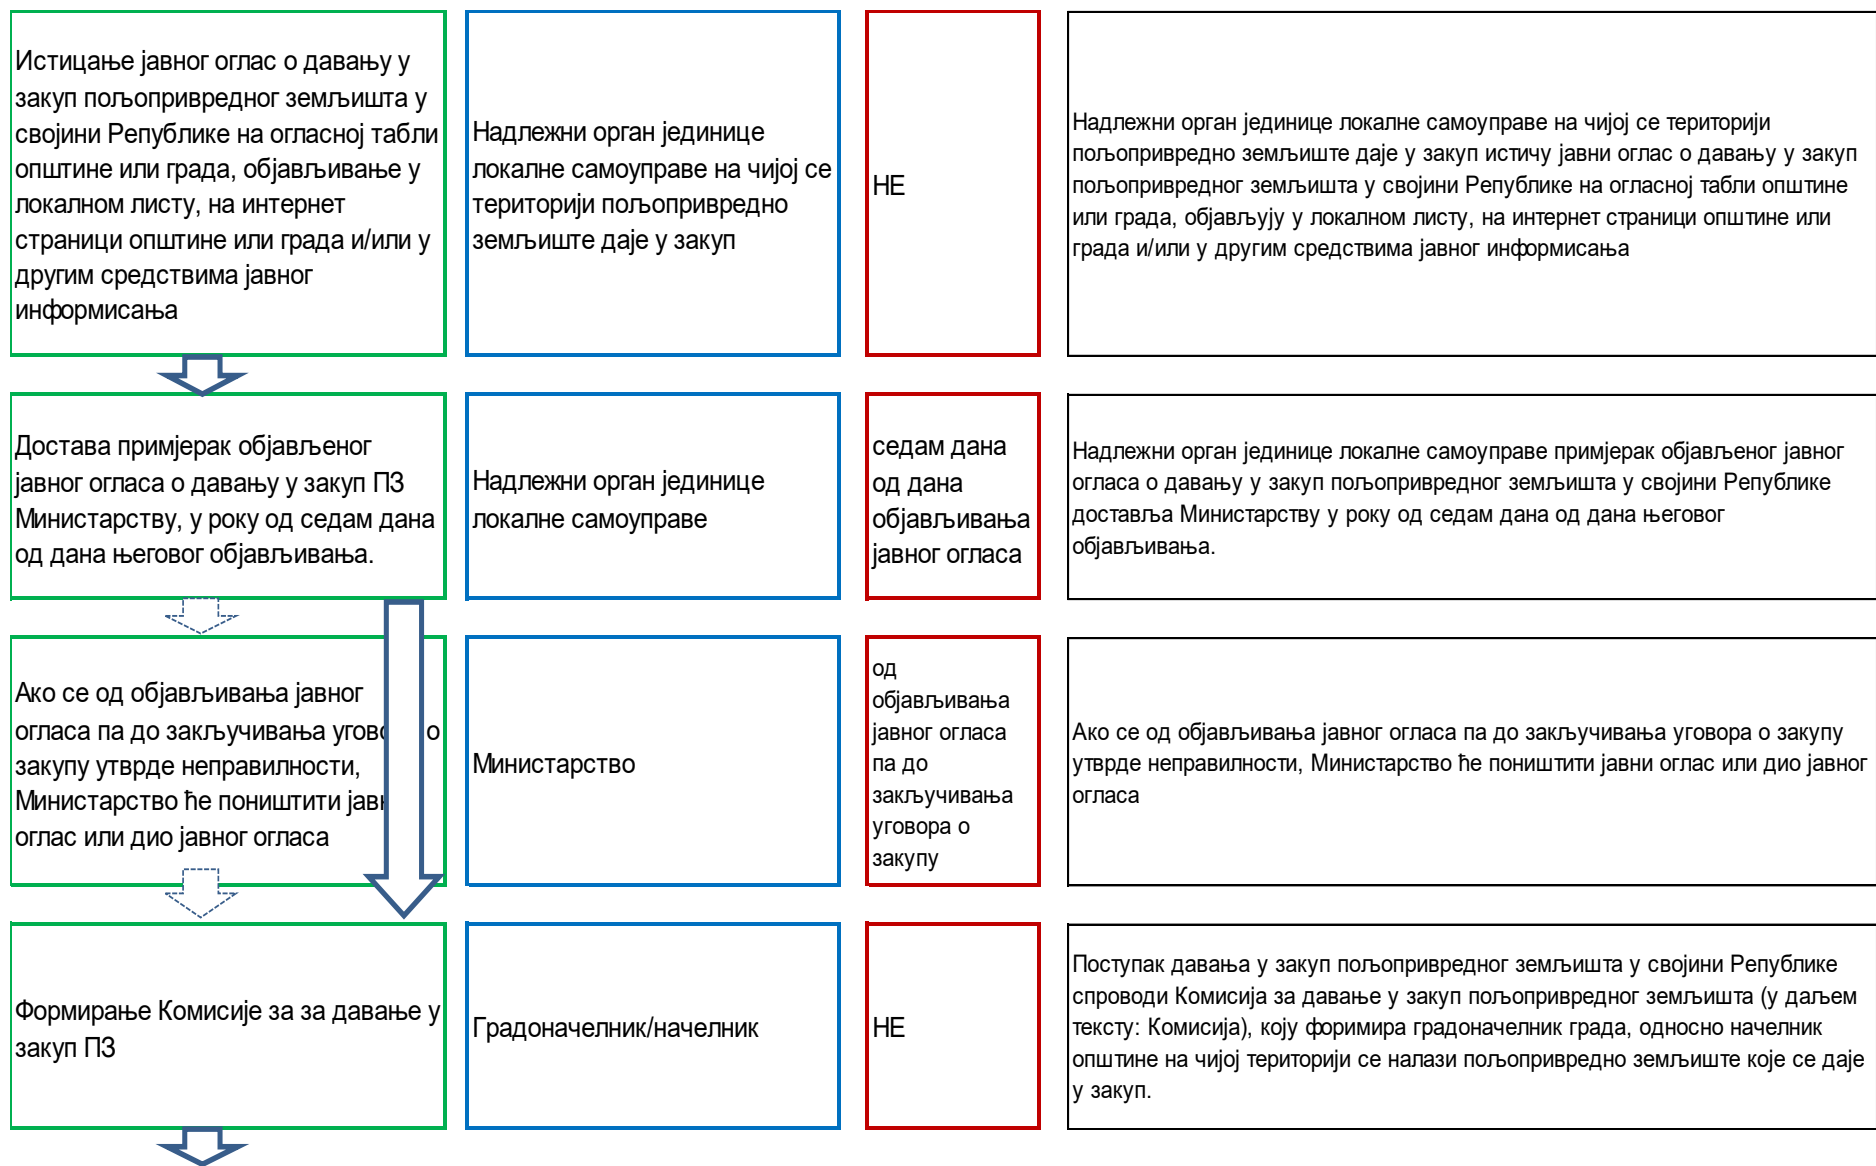 Истицање јавног оглас о давању у
закуп пољопривредног земљишта у
својини Републике на огласној табли
општине или града, објављивање у
локалном листу, на интернет
страници општине или града и/или у
другим средствима јавног
информисања
Надлежни орган јединице
локалне самоуправе на чијој се
територији пољопривредно
земљиште даје у закуп
НЕ
Надлежни орган јединице локалне самоуправе на чијој се територији
пољопривредно земљиште даје у закуп истичу јавни оглас о давању у закуп
пољопривредног земљишта у својини Републике на огласној табли општине
или града, објављују у локалном листу, на интернет страници општине или
града и/или у другим средствима јавног информисања
Достава примјерак објављеног
јавног огласа о давању у закуп ПЗ
Министарству, у року од седам дана
од дана његовог објављивања.
Надлежни орган јединице
локалне самоуправе
седам дана
од дана
објављивања
јавног огласа
Надлежни орган јединице локалне самоуправе примјерак објављеног јавног
огласа о давању у закуп пољопривредног земљишта у својини Републике
доставља Министарству у року од седам дана од дана његовог
објављивања.
Ако се од објављивања јавног
огласа па до закључивања о
закупу утврде неправилности,
Министарство ће поништити
оглас или дио јавног огласа
Министарство
од
објављивања
јавног огласа
па до
закључивања
уговора о
закупу
Ако се од објављивања јавног огласа па до закључивања уговора о закупу
утврде неправилности, Министарство ће поништити јавни оглас или дио јавног
огласа
Формирање Комисије за за давање у
закуп ПЗ
Градоначелник/начелник
НЕ
Поступак давања у закуп пољопривредног земљишта у својини Републике
спроводи Комисија за давање у закуп пољопривредног земљишта (у даљем
тексту: Комисија), коју форимира градоначелник града, односно начелник
општине на чијој територији се налази пољопривредно земљиште које се даје
у закуп.